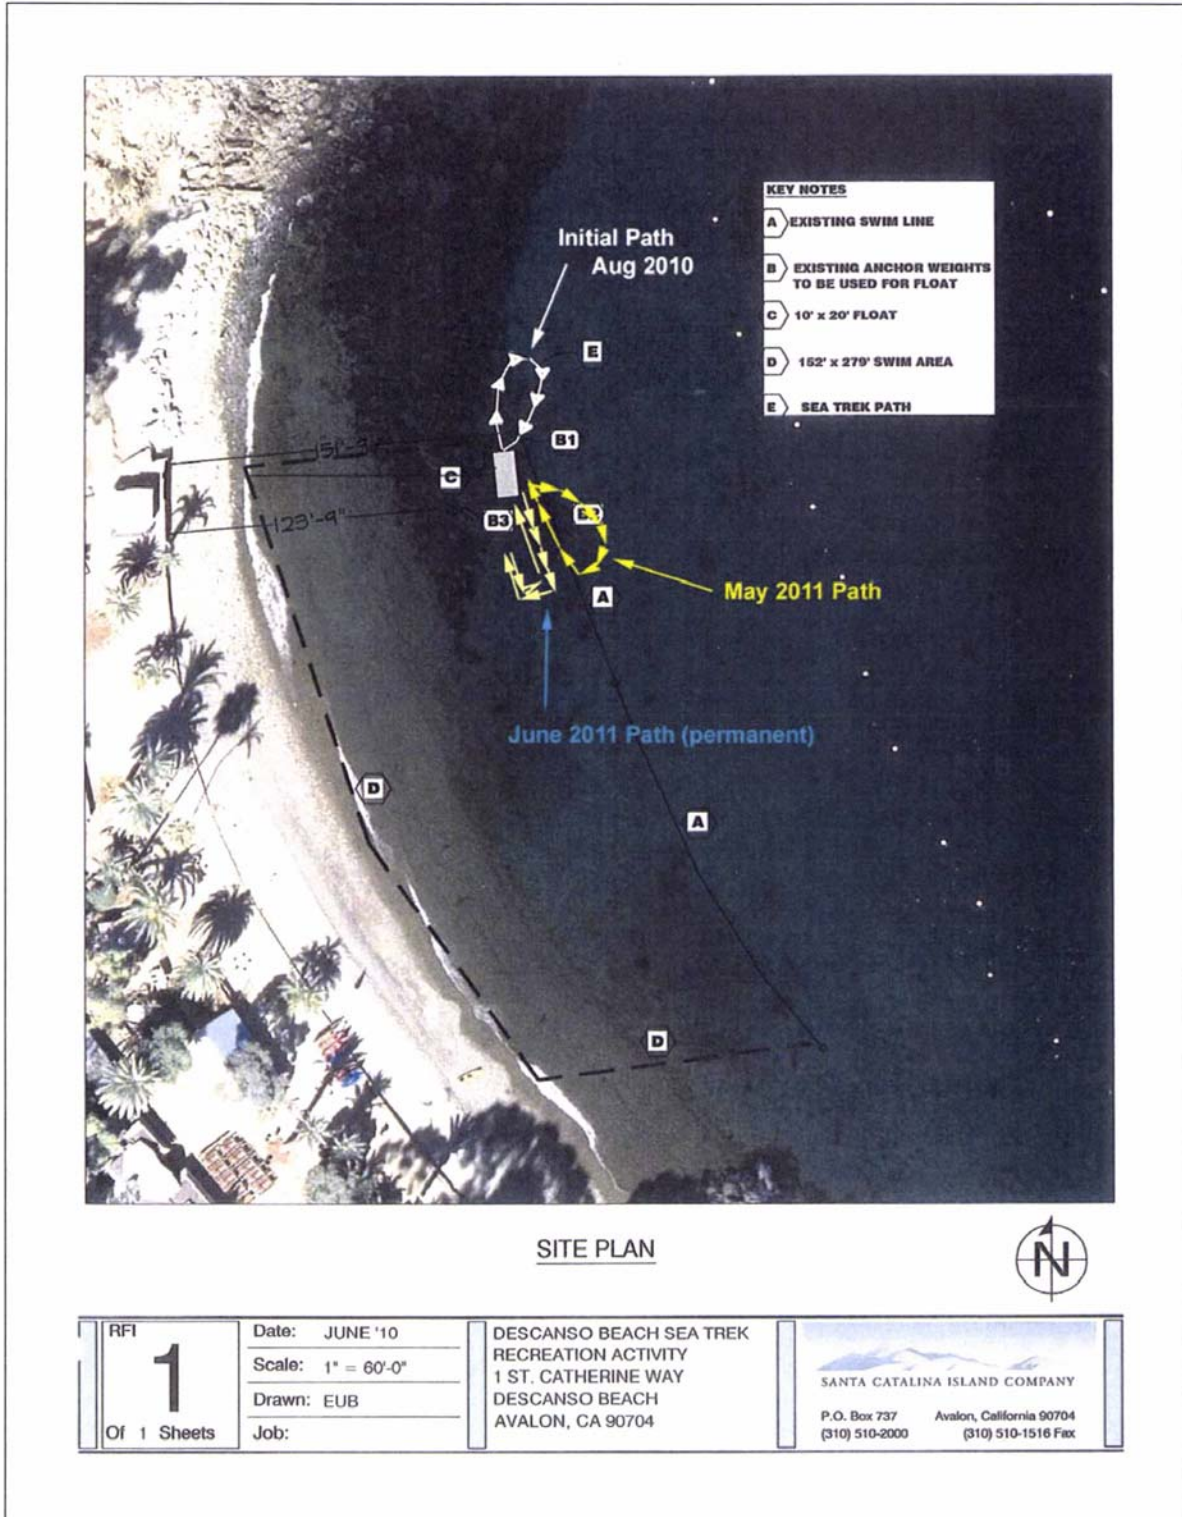 KEY NOTES
A EXISTING SWIM LINE
B EXISTING ANCHOR WEIGHTS
TO BE USED FOR FLOAT
C 10' x 20' FLOAT
D 152' x 279' SWIM AREA
E SEA TREK PATH
Initial Path
Aug 2010
E
B1
C
123'-9"
B3
A
May 2011 Path
June 2011 Path (permanent)
D
A
D
SITE PLAN
N
RFI
1
Of 1 Sheets
Date: JUNE '10
Scale: 1" = 60'-0"
Drawn: EUB
Job:
DESCANSO BEACH SEA TREK
RECREATION ACTIVITY
1 ST. CATHERINE WAY
DESCANSO BEACH
AVALON, CA 90704
SANTA CATALINA ISLAND COMPANY
P.O. Box 737 Avalon, California 90704
(310) 510-2000 (310) 510-1516 Fax